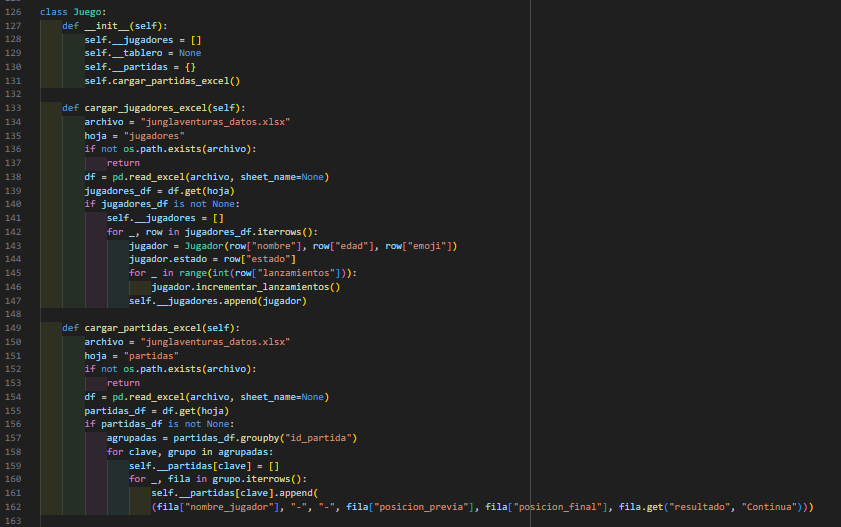 126 class Juego:
127     def __init__(self):
128         self.__jugadores = []
129         self.__tablero = None
130         self.__partidas = {}
131         self.cargar_partidas_excel()
132
133     def cargar_jugadores_excel(self):
134         archivo = "junglaventuras_datos.xlsx"
135         hoja = "jugadores"
136         if not os.path.exists(archivo):
137             return
138         df = pd.read_excel(archivo, sheet_name=None)
139         jugadores_df = df.get(hoja)
140         if jugadores_df is not None:
141             self.__jugadores = []
142             for _, row in jugadores_df.iterrows():
143                 jugador = Jugador(row["nombre"], row["edad"], row["emoji"])
144                 jugador.estado = row["estado"]
145                 for _ in range(int(row["lanzamientos"])):
146                     jugador.incrementar_lanzamientos()
147                 self.__jugadores.append(jugador)
148
149     def cargar_partidas_excel(self):
150         archivo = "junglaventuras_datos.xlsx"
151         hoja = "partidas"
152         if not os.path.exists(archivo):
153             return
154         df = pd.read_excel(archivo, sheet_name=None)
155         partidas_df = df.get(hoja)
156         if partidas_df is not None:
157             agrupadas = partidas_df.groupby("id_partida")
158             for clave, grupo in agrupadas:
159                 self.__partidas[clave] = []
160                 for _, fila in grupo.iterrows():
161                     self.__partidas[clave].append(
162                     (fila["nombre_jugador"], "-", "-", fila["posicion_previa"], fila["posicion_final"], fila.get("resultado", "Continua")))
163